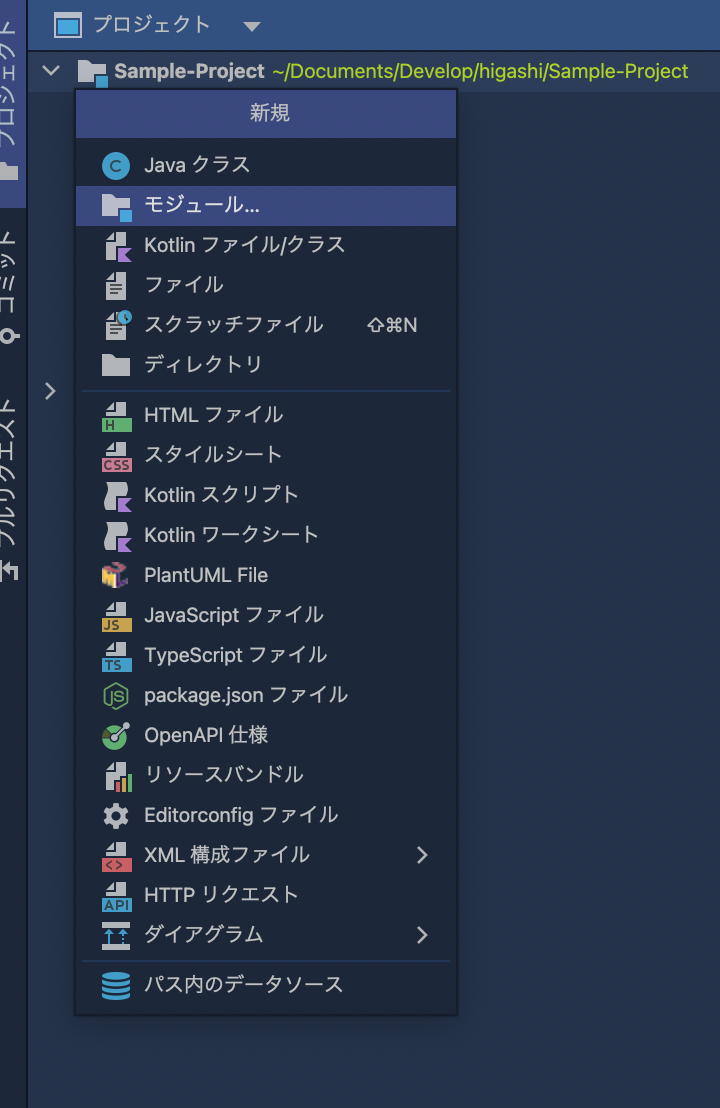 プロジェクト
Sample-Project ~/Documents/Develop/higashi/Sample-Project
プロジェクト
コミット
プルリクエスト
新規
C Java クラス
モジュール...
Kotlin ファイル/クラス
ファイル
スクラッチファイル ⇧⌘N
ディレクトリ
H HTML ファイル
CSS スタイルシート
Kotlin スクリプト
Kotlin ワークシート
PlantUML File
JS JavaScript ファイル
TS TypeScript ファイル
JS package.json ファイル
OpenAPI 仕様
リソースバンドル
Editorconfig ファイル
<> XML 構成ファイル
API HTTP リクエスト
ダイアグラム
パス内のデータソース